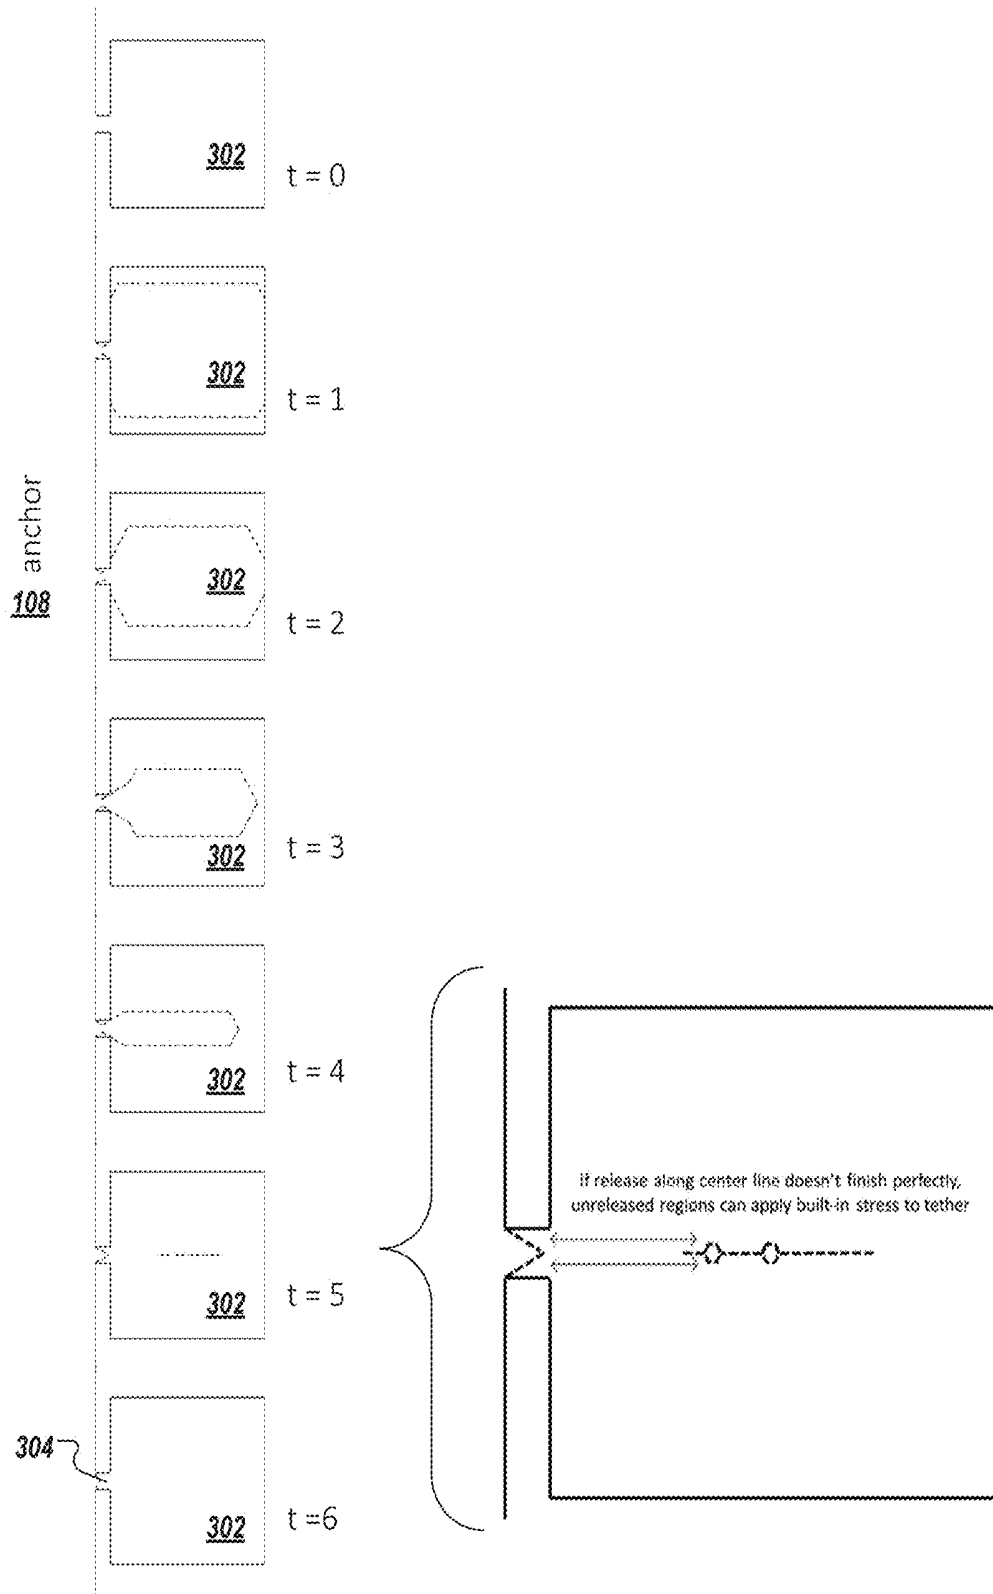 302
t = 0
302
t = 1
108 anchor
302
t = 2
302
t = 3
302
t = 4
If release along center line doesn't finish perfectly,
unreleased regions can apply built-in stress to tether
302
t = 5
304
302
t =6